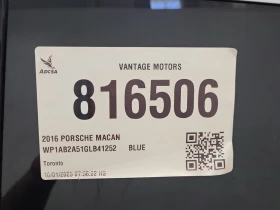 ADESA
VANTAGE MOTORS
816506
2016 PORSCHE MACAN
WP1AB2A51GLB41252 BLUE
Toronto